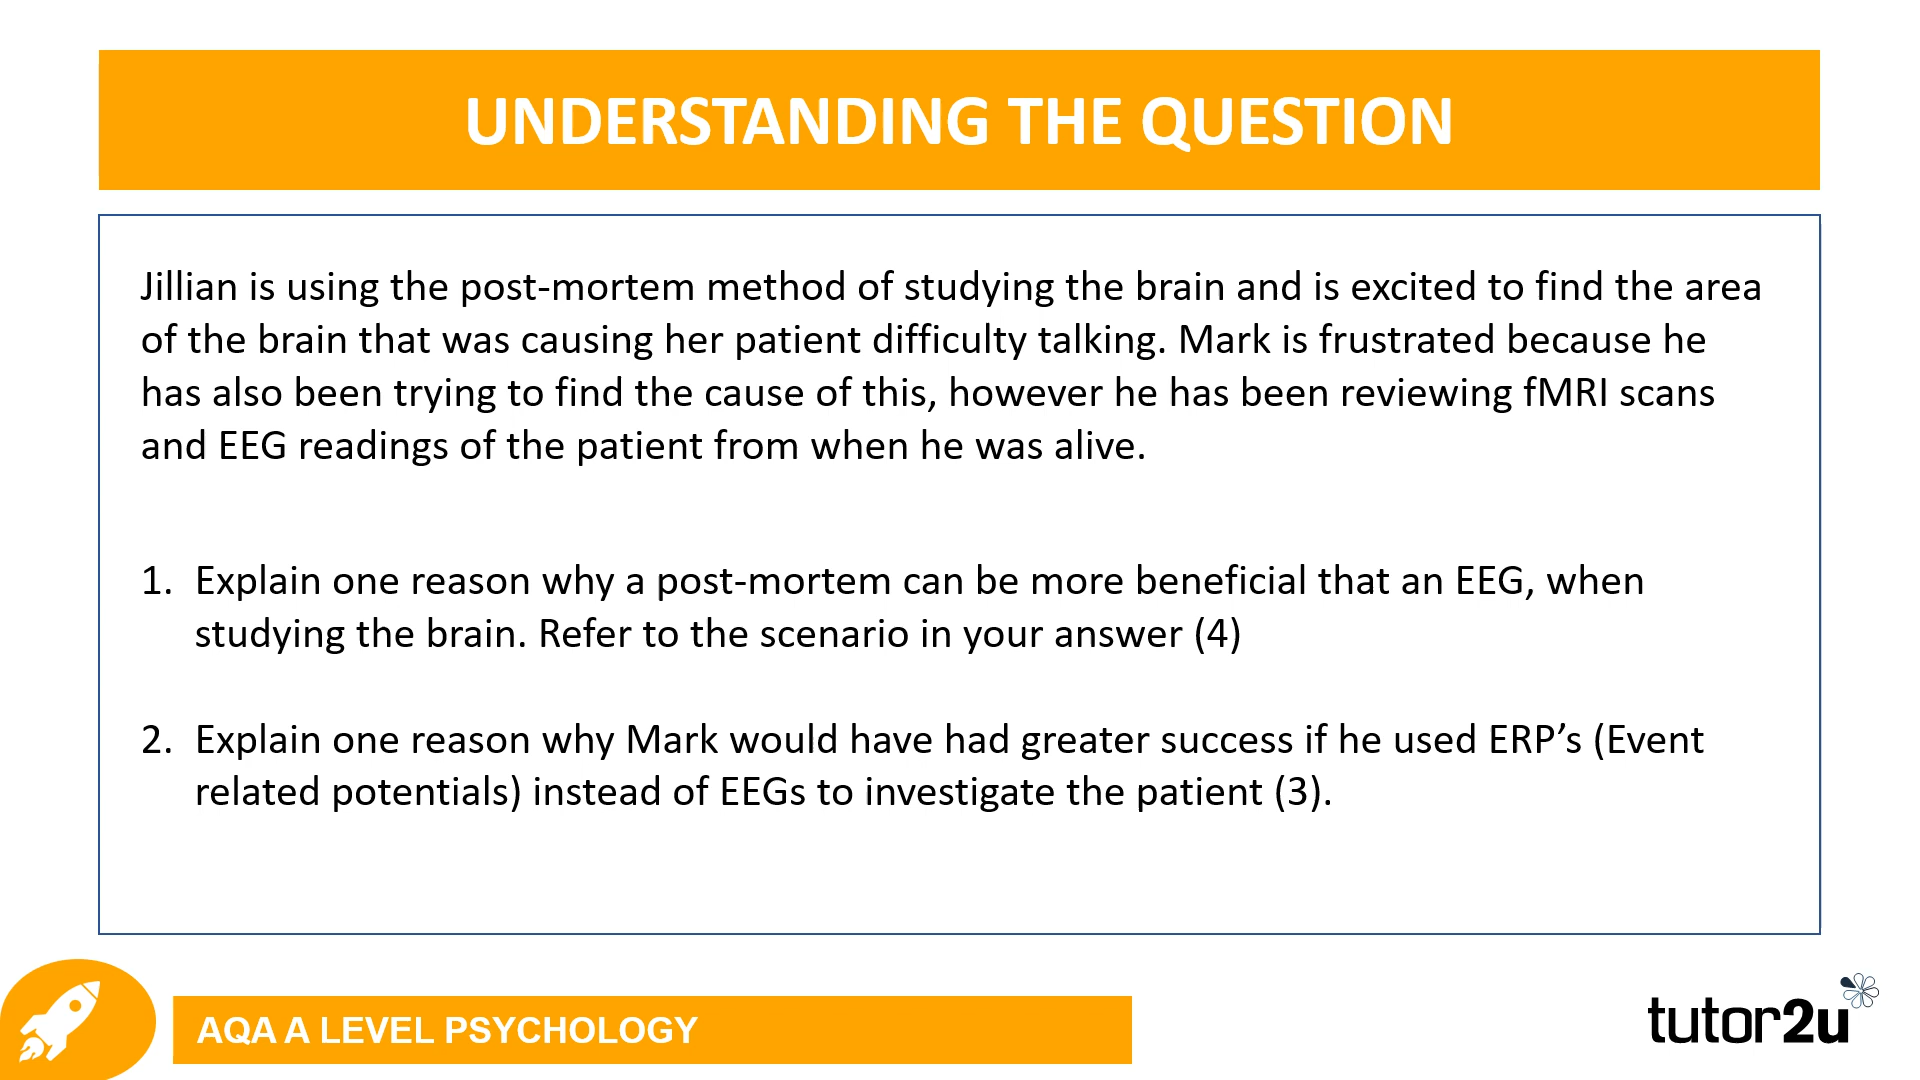 UNDERSTANDING THE QUESTION
Jillian is using the post-mortem method of studying the brain and is excited to find the area
of the brain that was causing her patient difficulty talking. Mark is frustrated because he
has also been trying to find the cause of this, however he has been reviewing fMRI scans
and EEG readings of the patient from when he was alive.
1. Explain one reason why a post-mortem can be more beneficial that an EEG, when
studying the brain. Refer to the scenario in your answer (4)
2. Explain one reason why Mark would have had greater success if he used ERP’s (Event
related potentials) instead of EEGs to investigate the patient (3).
AQA A LEVEL PSYCHOLOGY
tutor2u